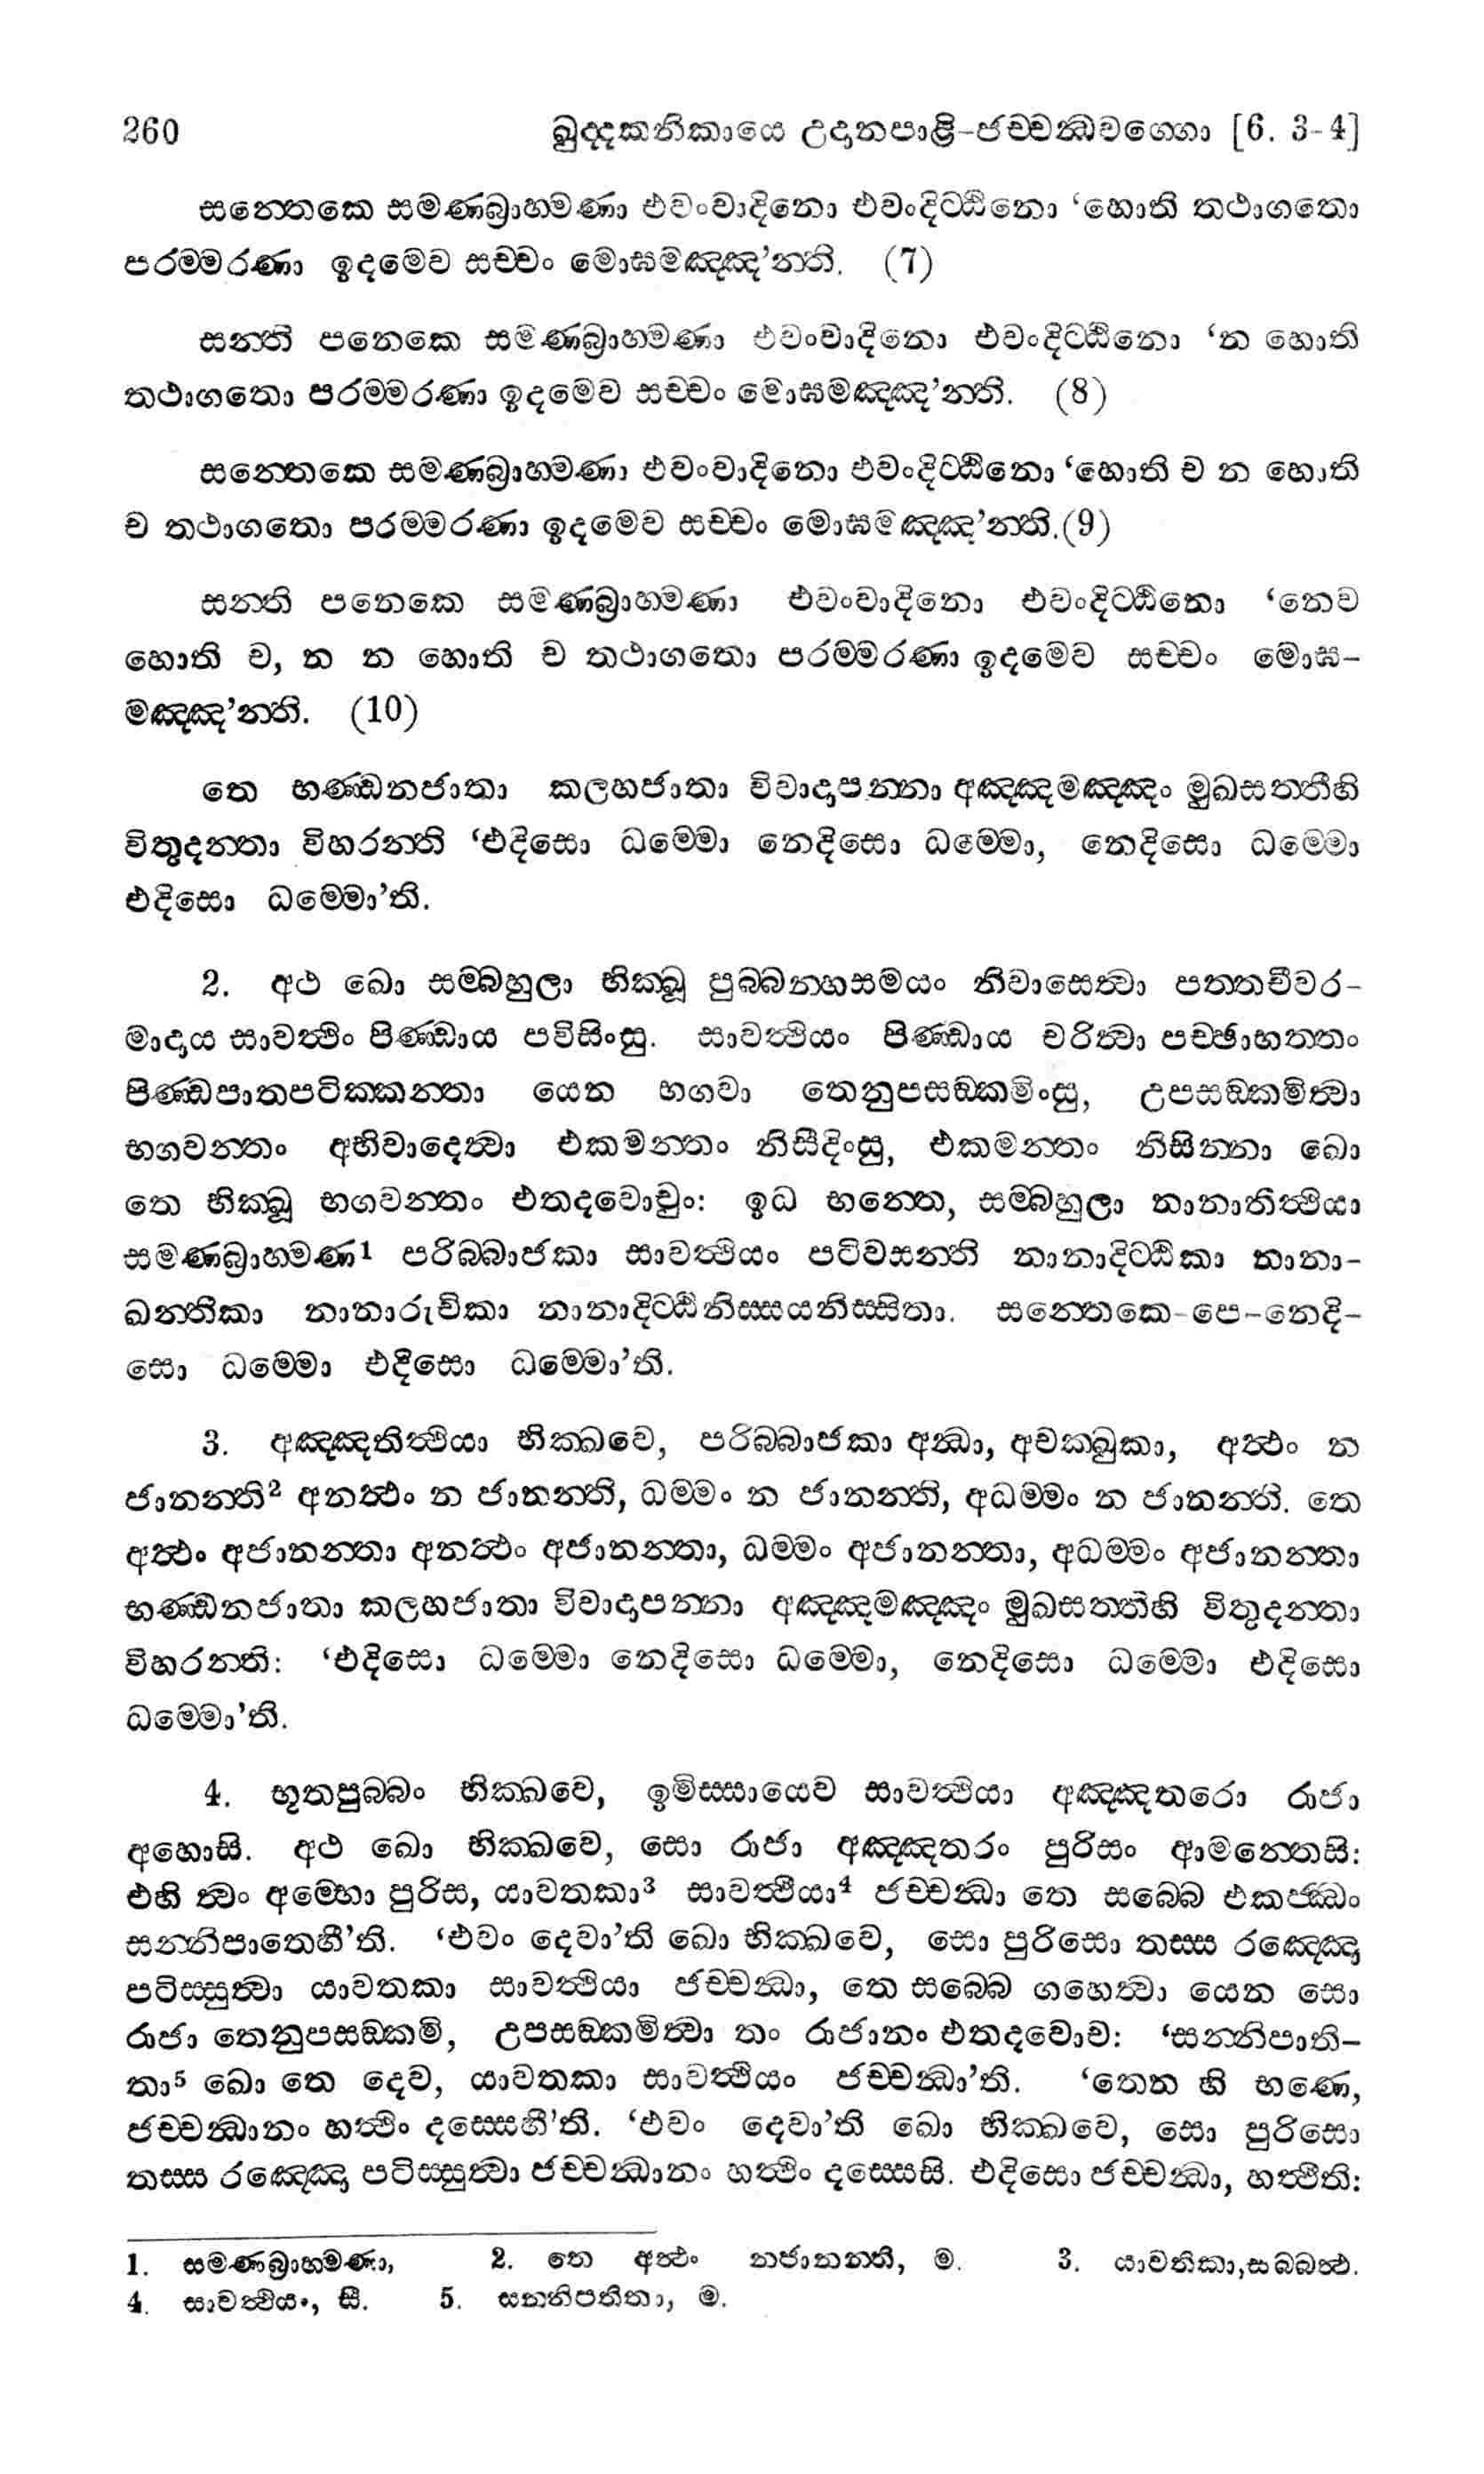 260 ඛුද්දකනිකායෙ උදානපාළි-ජච්චන්ධවග්ගො [6. 3-4]
සන්තෙකෙ සමණබ්‍රාහ්මණා එවංවාදිනො එවංදිට්ඨිනො ‘හොති තථාගතො
පරම්මරණා ඉදමෙව සච්චං මොඝමඤ්ඤ’න්ති. (7)
සන්ති පනෙකෙ සමණබ්‍රාහ්මණා එවංවාදිනො එවංදිට්ඨිනො ‘න හොති
තථාගතො පරම්මරණා ඉදමෙව සච්චං මොඝමඤ්ඤ’න්ති. (8)
සන්තෙකෙ සමණබ්‍රාහ්මණා එවංවාදිනො එවංදිට්ඨිනො ‘හොති ච න හොති
ච තථාගතො පරම්මරණා ඉදමෙව සච්චං මොඝමඤ්ඤ’න්ති.(9)
සන්ති පනෙකෙ සමණබ්‍රාහ්මණා එවංවාදිනො එවංදිට්ඨිනො ‘නෙව
හොති ච, න න හොති ච තථාගතො පරම්මරණා ඉදමෙව සච්චං මොඝ-
මඤ්ඤ’න්ති. (10)
තෙ භණ්ඩනජාතා කලහජාතා විවාදාපන්නා අඤ්ඤමඤ්ඤං මුඛසත්තීහි
විතුදන්තා විහරන්ති ‘එදිසො ධම්මො නෙදිසො ධම්මො, නෙදිසො ධම්මො
එදිසො ධම්මො’ති.
2. අථ ඛො සම්බහුලා භික්ඛූ පුබ්බන්හසමයං නිවාසෙත්වා පත්තචීවර-
මාදාය සාවත්ථිං පිණ්ඩාය පවිසිංසු. සාවත්ථියං පිණ්ඩාය චරිත්වා පච්ඡාභත්තං
පිණ්ඩපාතපටික්කන්තා යෙන භගවා තෙනුපසඞ්කමිංසු, උපසඞ්කමිත්වා
භගවන්තං අභිවාදෙත්වා එකමන්තං නිසීදිංසු, එකමන්තං නිසින්නා ඛො
තෙ භික්ඛූ භගවන්තං එතදවොචුං: ඉධ භන්තෙ, සම්බහුලා නානාතිත්ථියා
සමණබ්‍රාහ්මණ¹ පරිබ්බාජකා සාවත්ථියං පටිවසන්ති නානාදිට්ඨිකා නානා-
ඛන්තිකා නානාරුචිකා නානාදිට්ඨිනිස්සයනිස්සිතා. සන්තෙකෙ-පෙ-නෙදි-
සො ධම්මො එදිසො ධම්මො’ති.
3. අඤ්ඤතිත්ථියා භික්ඛවෙ, පරිබ්බාජකා අන්ධා, අචක්ඛුකා, අත්ථං න
ජානන්ති² අනත්ථං න ජානන්ති, ධම්මං න ජානන්ති, අධම්මං න ජානන්ති. තෙ
අත්ථං අජානන්තා අනත්ථං අජානන්තා, ධම්මං අජානන්තා, අධම්මං අජානන්තා
භණ්ඩනජාතා කලහජාතා විවාදාපන්නා අඤ්ඤමඤ්ඤං මුඛසත්තිහි විතුදන්තා
විහරන්ති: ‘එදිසො ධම්මො නෙදිසො ධම්මො, නෙදිසො ධම්මො එදිසො
ධම්මො’ති.
4. භූතපුබ්බං භික්ඛවෙ, ඉමිස්සායෙව සාවත්ථියා අඤ්ඤතරො රාජා
අහොසි. අථ ඛො භික්ඛවෙ, සො රාජා අඤ්ඤතරං පුරිසං ආමන්තෙසි:
එහි ත්වං අම්භො පුරිස, යාවතකා³ සාවත්ථියා⁴ ජච්චන්ධා තෙ සබ්බෙ එකජ්ඣං
සන්නිපාතෙහී’ති. ‘එවං දෙවා’ති ඛො භික්ඛවෙ, සො පුරිසො තස්ස රඤ්ඤො
පටිස්සුත්වා යාවතකා සාවත්ථියා ජච්චන්ධා, තෙ සබ්බෙ ගහෙත්වා යෙන සො
රාජා තෙනුපසඞ්කමි, උපසඞ්කමිත්වා තං රාජානං එතදවොච: ‘සන්නිපාති-
තා⁵ ඛො තෙ දෙව, යාවතකා සාවත්ථියං ජච්චන්ධා’ති. ‘තෙන හි භණෙ,
ජච්චන්ධානං හත්ථිං දස්සෙහී’ති. ‘එවං දෙවා’ති ඛො භික්ඛවෙ, සො පුරිසො
තස්ස රඤ්ඤො පටිස්සුත්වා ජච්චන්ධානං හත්ථිං දස්සෙසි. එදිසො ජච්චන්ධා, හත්ථීති:
1. සමණබ්‍රාහ්මණා, 2. තෙ අත්ථං නජානන්ති, ම. 3. යාවතිකා,සබ්බත්ථ.
4. සාවත්ථියං, සී. 5. සන්නිපතිතා, ම.